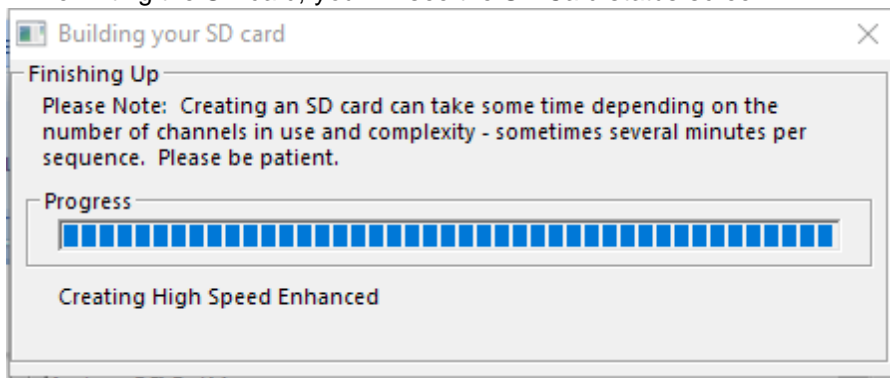 Building your SD card
Finishing Up
Please Note: Creating an SD card can take some time depending on the
number of channels in use and complexity - sometimes several minutes per
sequence. Please be patient.
Progress
Creating High Speed Enhanced